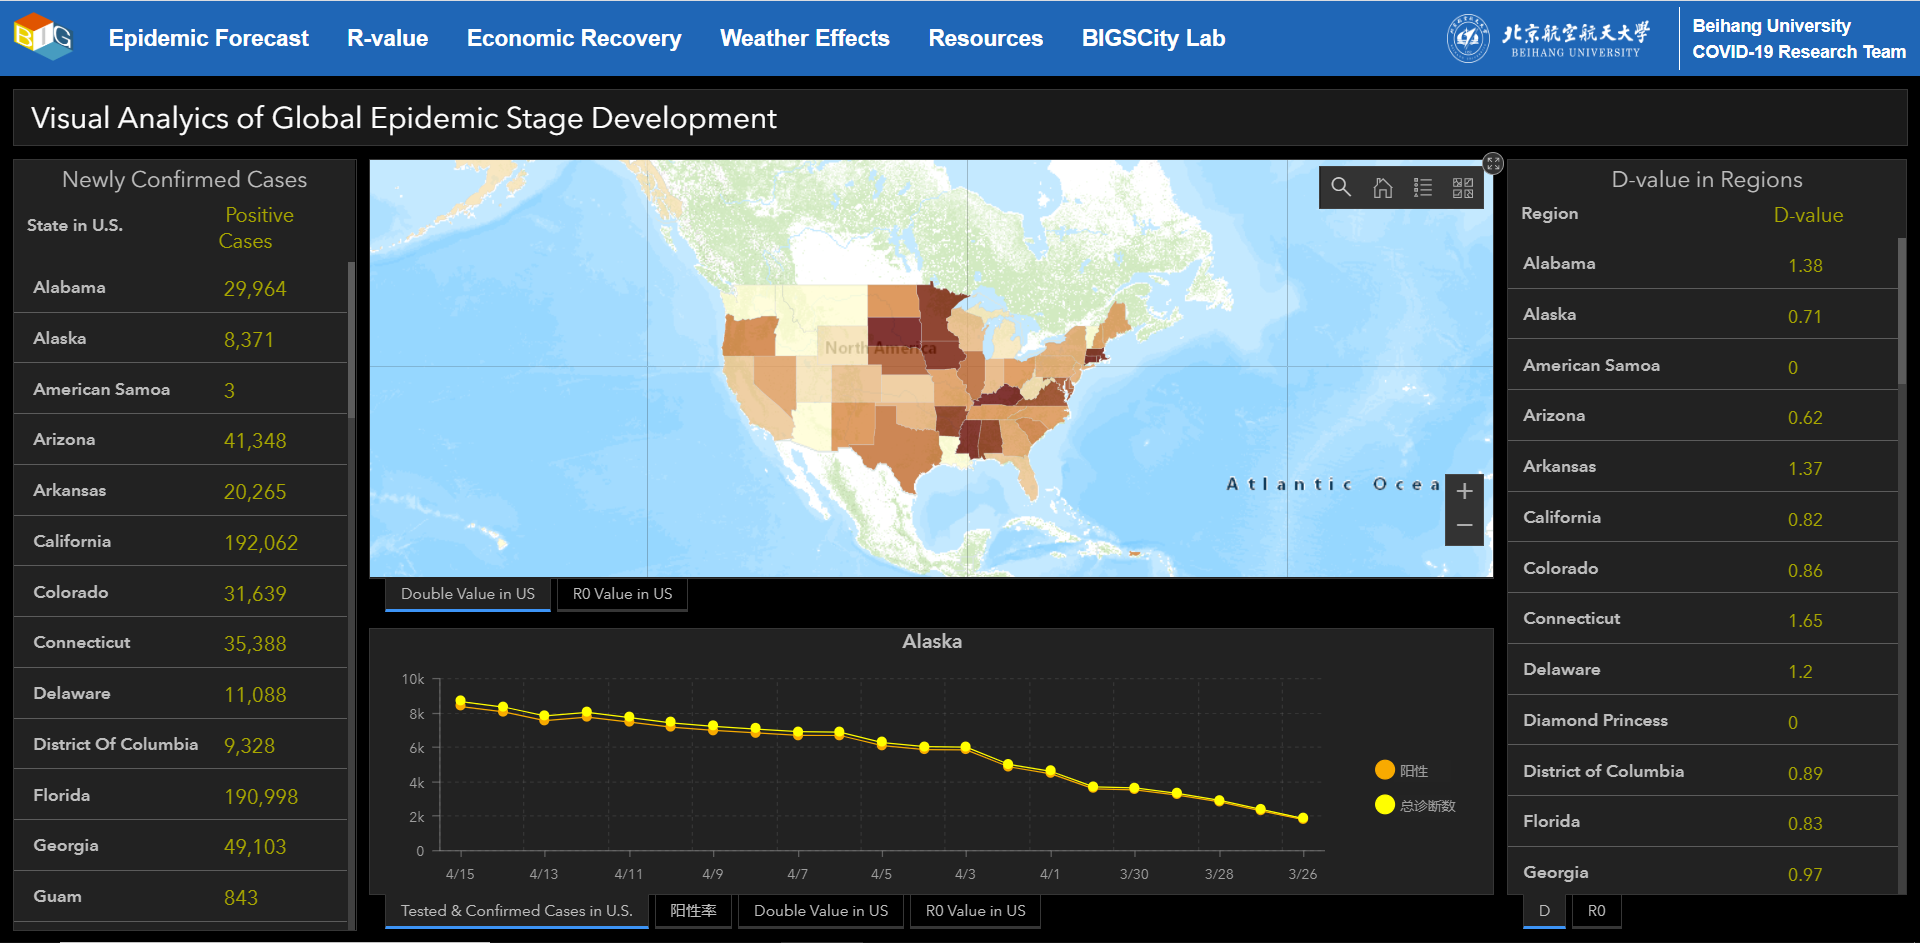 BIG
Epidemic Forecast
R-value
Economic Recovery
Weather Effects
Resources
BIGSCity Lab
北京航空航天大学
BEIHANG UNIVERSITY
Beihang University
COVID-19 Research Team
Visual Analyics of Global Epidemic Stage Development
Newly Confirmed Cases
State in U.S.
Positive
Cases
Alabama 29,964
Alaska 8,371
American Samoa 3
Arizona 41,348
Arkansas 20,265
California 192,062
Colorado 31,639
Connecticut 35,388
Delaware 11,088
District Of Columbia 9,328
Florida 190,998
Georgia 49,103
Guam 843
North America
Atlantic Ocea
+
−
Double Value in US
R0 Value in US
Alaska
10k
8k
6k
4k
2k
0
4/15 4/13 4/11 4/9 4/7 4/5 4/3 4/1 3/30 3/28 3/26
阳性
总诊断数
Tested & Confirmed Cases in U.S.
阳性率
Double Value in US
R0 Value in US
D-value in Regions
Region D-value
Alabama 1.38
Alaska 0.71
American Samoa 0
Arizona 0.62
Arkansas 1.37
California 0.82
Colorado 0.86
Connecticut 1.65
Delaware 1.2
Diamond Princess 0
District of Columbia 0.89
Florida 0.83
Georgia 0.97
D
R0